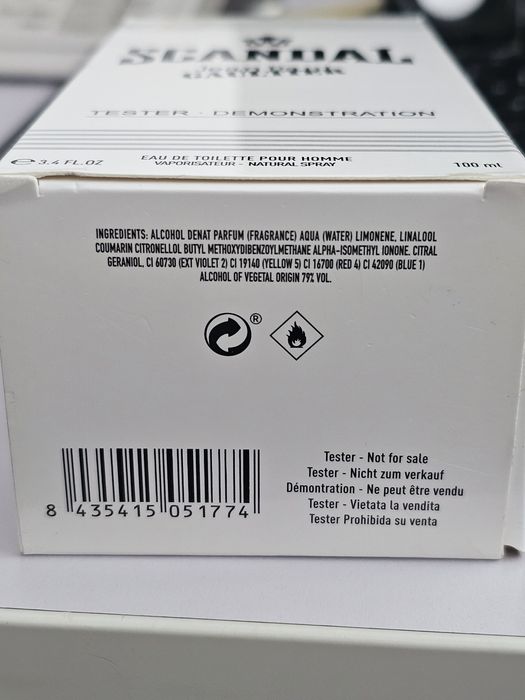 SCANDAL
Jean Paul
GAULTIER
TESTER - DEMONSTRATION
e 3.4 FL.OZ
EAU DE TOILETTE POUR HOMME
VAPORISATEUR - NATURAL SPRAY
100 ml
INGREDIENTS: ALCOHOL DENAT PARFUM (FRAGRANCE) AQUA (WATER) LIMONENE, LINALOOL
COUMARIN CITRONELLOL BUTYL METHOXYDIBENZOYLMETHANE ALPHA-ISOMETHYL IONONE. CITRAL
GERANIOL, CI 60730 (EXT VIOLET 2) CI 19140 (YELLOW 5) CI 16700 (RED 4) CI 42090 (BLUE 1)
ALCOHOL OF VEGETAL ORIGIN 79% VOL.
®
Tester - Not for sale
Tester - Nicht zum verkauf
Démontration - Ne peut être vendu
Tester - Vietata la vendita
Tester Prohibida su venta
8 435415 051774